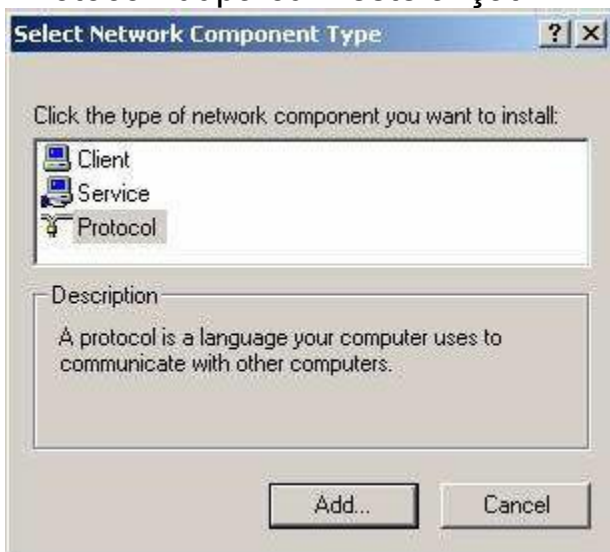 Select Network Component Type
Click the type of network component you want to install:
Client
Service
Protocol
Description
A protocol is a language your computer uses to
communicate with other computers.
Add...
Cancel